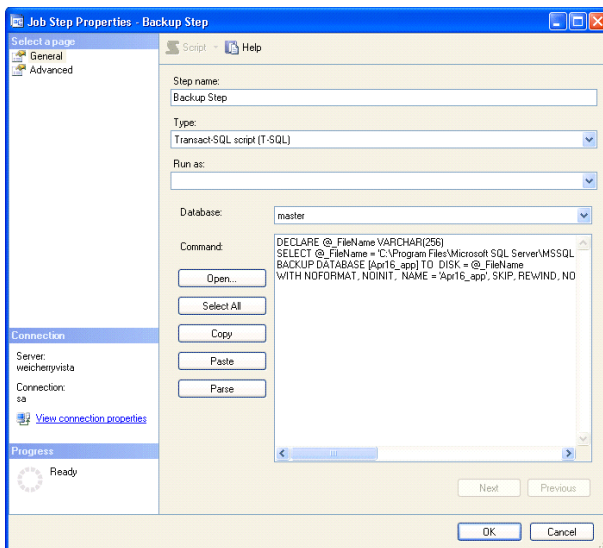 Job Step Properties - Backup Step
Select a page
General
Advanced
Script
Help
Step name:
Backup Step
Type:
Transact-SQL script (T-SQL)
Run as:
Database:
master
Command:
DECLARE @_FileName VARCHAR(256)
SELECT @_FileName = 'C:\Program Files\Microsoft SQL Server\MSSQL
BACKUP DATABASE [Apr16_app] TO DISK = @_FileName
WITH NOFORMAT, NOINIT, NAME = 'Apr16_app', SKIP, REWIND, NO
Open...
Select All
Copy
Paste
Parse
Connection
Server:
weicherryvista
Connection:
sa
View connection properties
Progress
Ready
Next
Previous
OK
Cancel